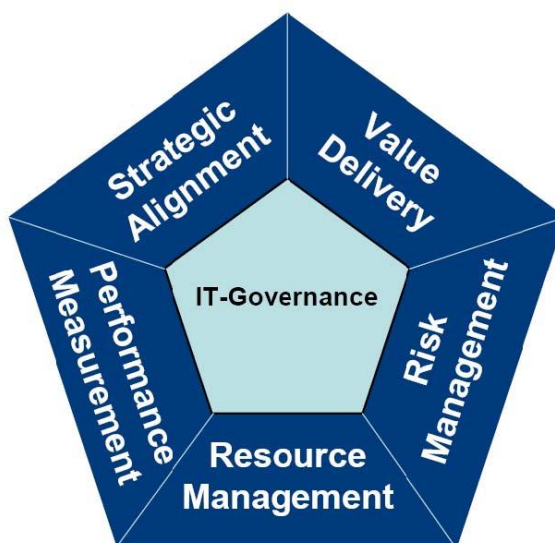 Strategic
Alignment
Value
Delivery
IT-Governance
Performance
Measurement
Risk
Management
Resource
Management